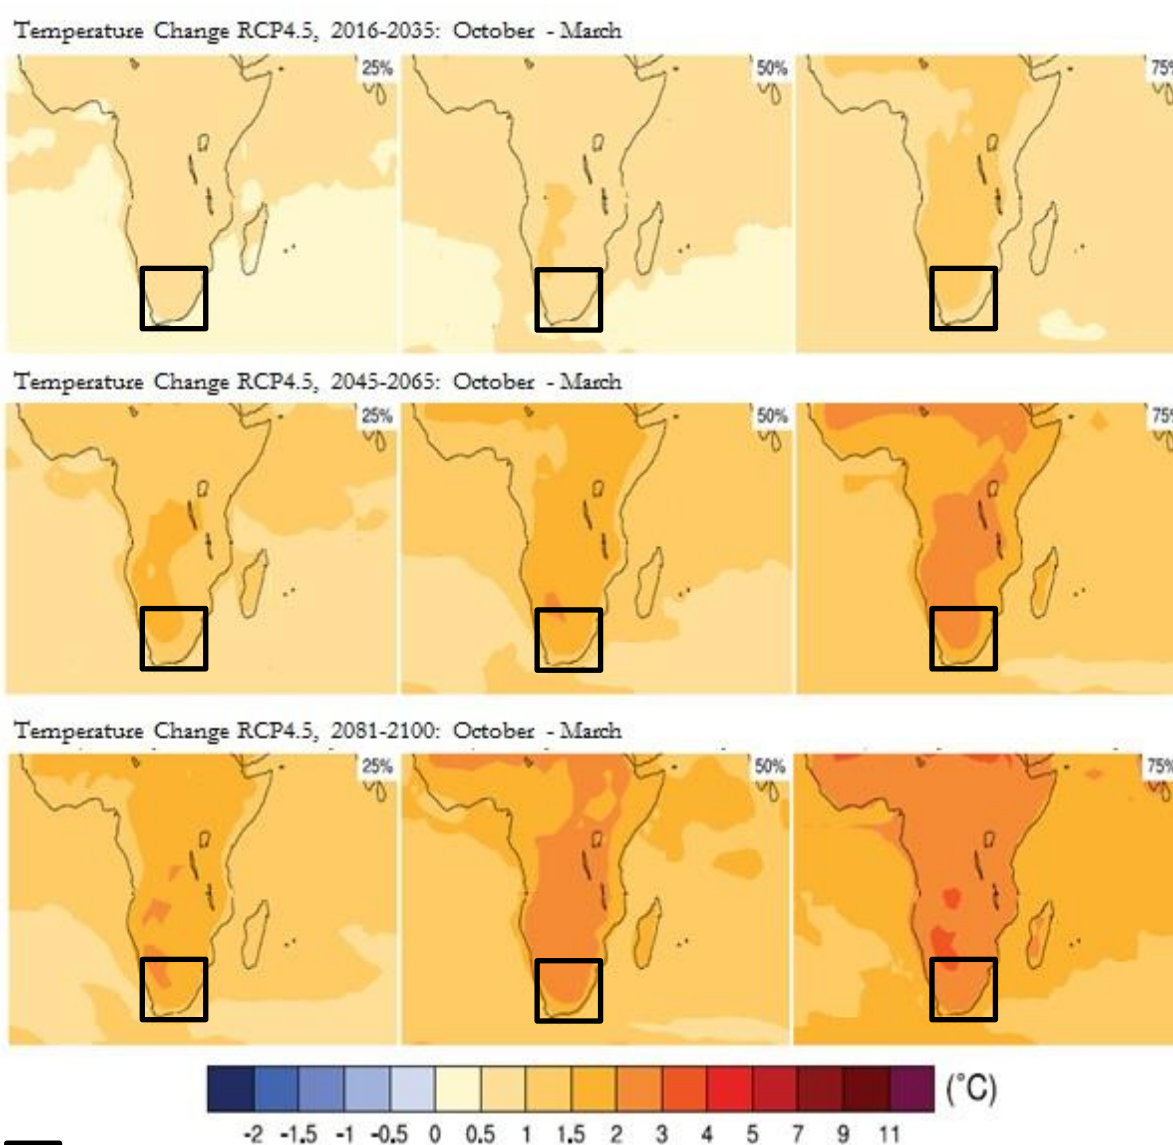 Temperature Change RCP4.5, 2016-2035: October - March
25% 50% 75%
Temperature Change RCP4.5, 2045-2065: October - March
25% 50% 75%
Temperature Change RCP4.5, 2081-2100: October - March
25% 50% 75%
(°C)
-2 -1.5 -1 -0.5 0 0.5 1 1.5 2 3 4 5 7 9 11